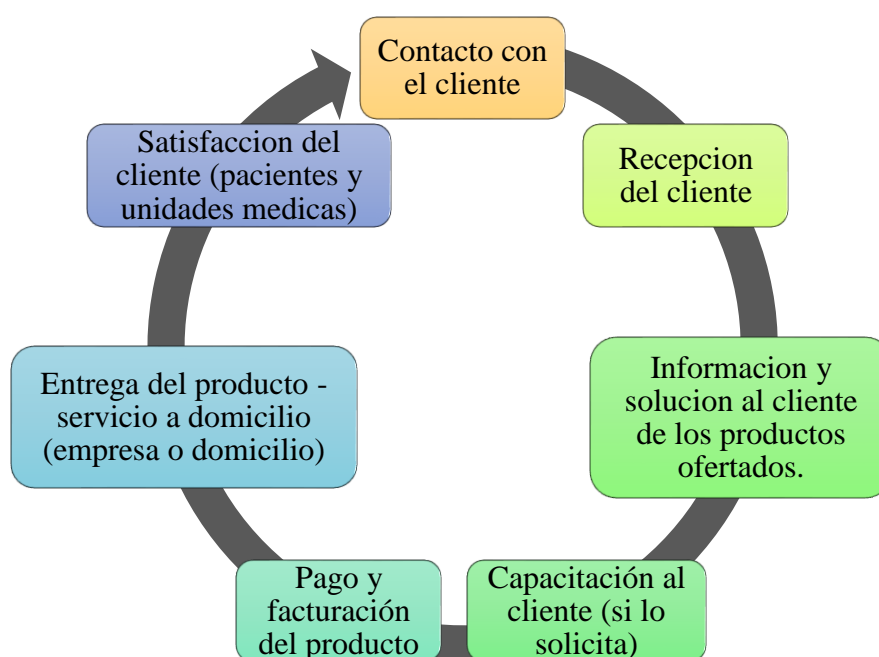 Contacto con
el cliente
Recepcion
del cliente
Informacion y
solucion al cliente
de los productos
ofertados.
Capacitación al
cliente (si lo
solicita)
Pago y
facturación
del producto
Entrega del producto -
servicio a domicilio
(empresa o domicilio)
Satisfaccion del
cliente (pacientes y
unidades medicas)